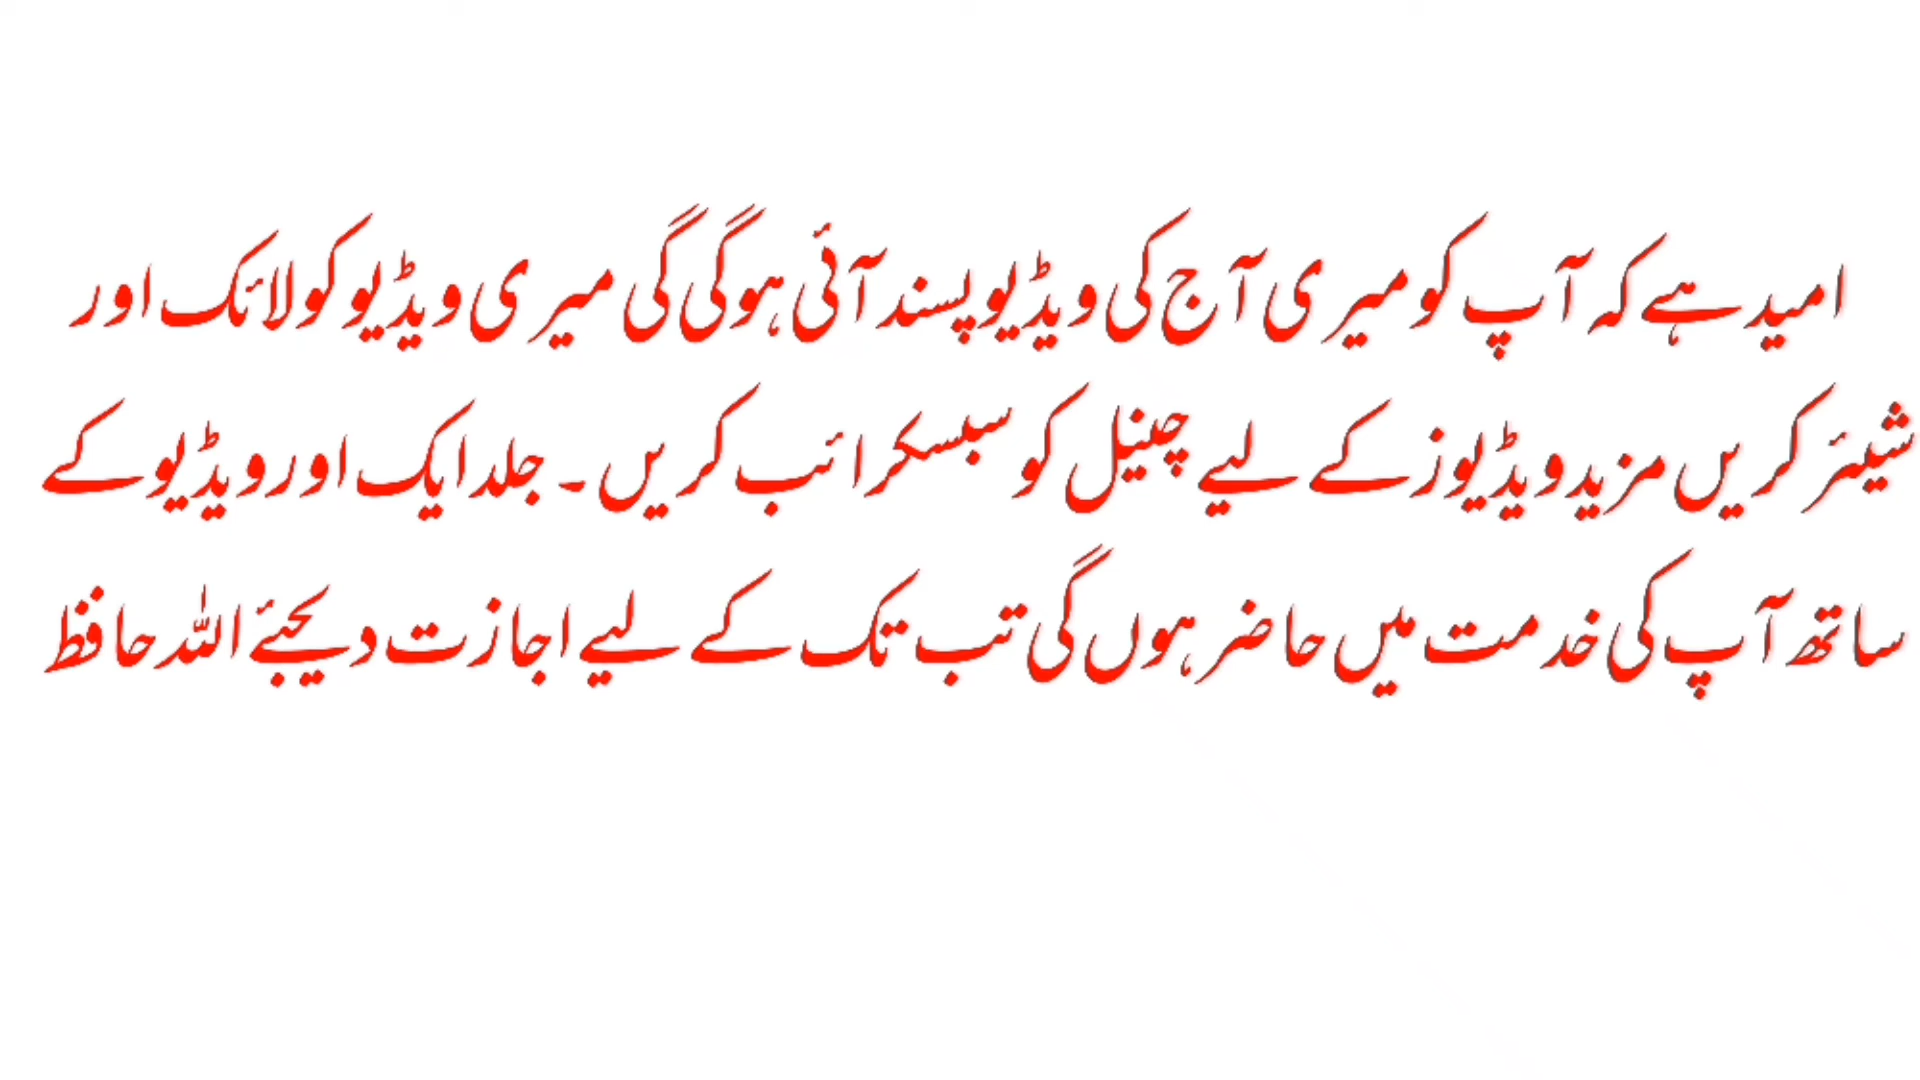 امید ہے کہ آپ کو میری آج کی ویڈیو پسند آئی ہوگی گی میری ویڈیو کو لائک اور
شیئر کریں مزید ویڈیوز کے لیے چینیل کو سبسکرائب کریں۔ جلد ایک اور ویڈیو کے
ساتھ آپ کی خدمت میں حاضر ہوں گی تب تک کے لیے اجازت دیجئے اللہ حافظ